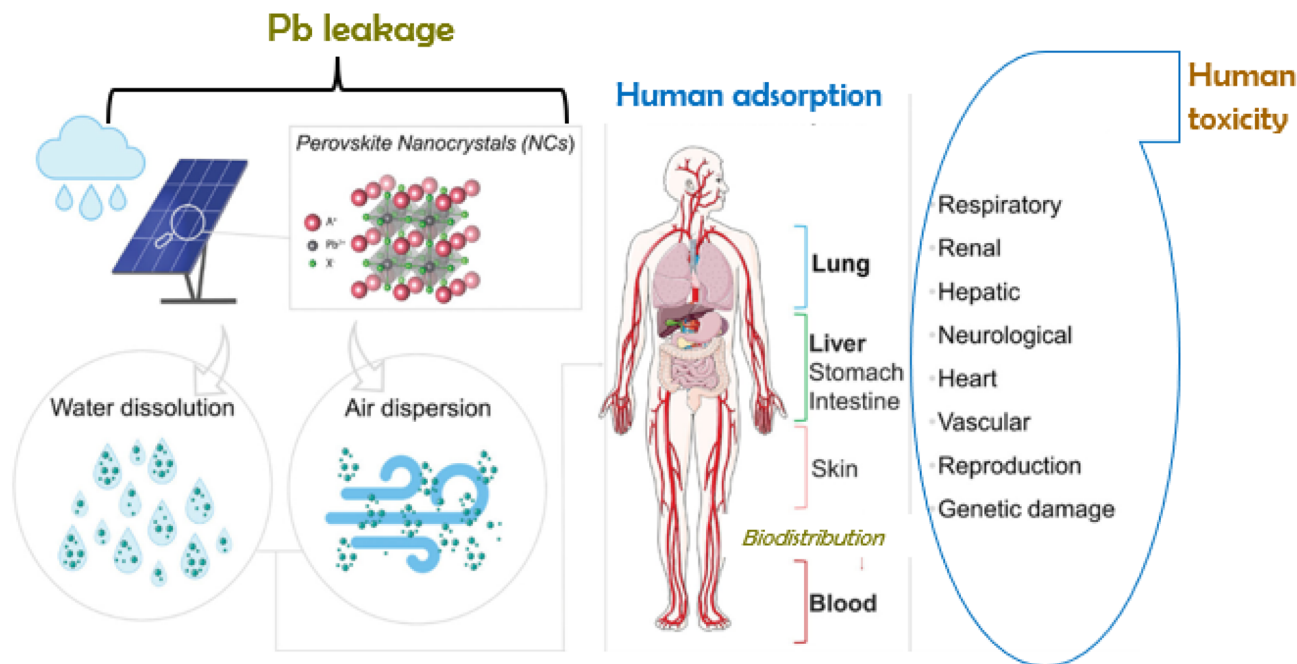 Pb leakage
Perovskite Nanocrystals (NCs)
A⁺
Pb²⁺
X⁻
Water dissolution
Air dispersion
Human adsorption
Lung
Liver
Stomach
Intestine
Skin
Biodistribution
Blood
Human
toxicity
Respiratory
Renal
Hepatic
Neurological
Heart
Vascular
Reproduction
Genetic damage